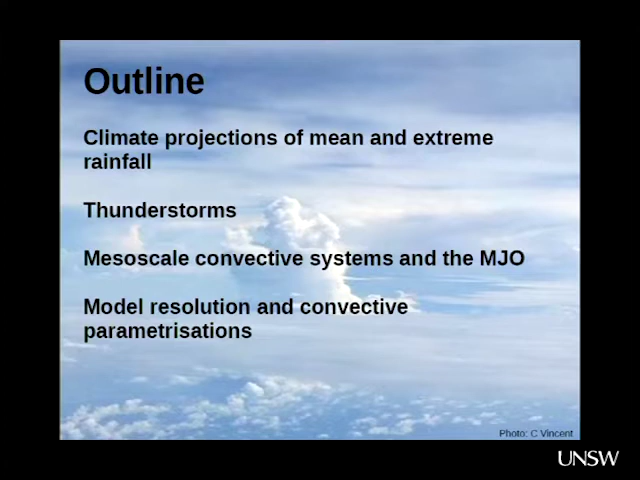 Outline
Climate projections of mean and extreme
rainfall
Thunderstorms
Mesoscale convective systems and the MJO
Model resolution and convective
parametrisations
Photo: C Vincent
UNSW